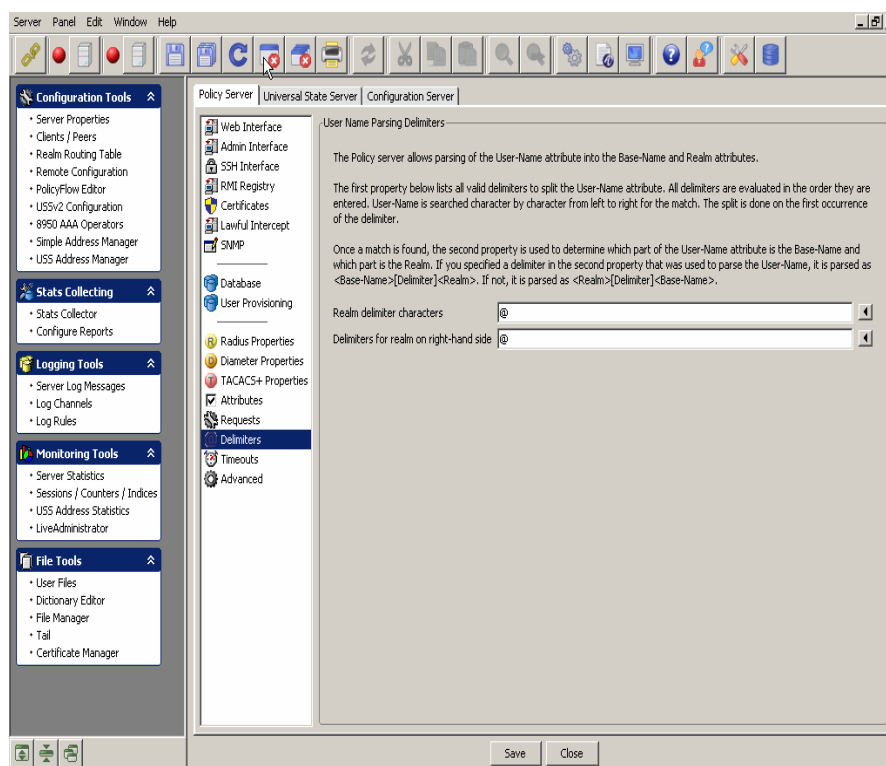 Server Panel Edit Window Help
Configuration Tools
Server Properties
Clients / Peers
Realm Routing Table
Remote Configuration
PolicyFlow Editor
USSv2 Configuration
8950 AAA Operators
Simple Address Manager
USS Address Manager
Stats Collecting
Stats Collector
Configure Reports
Logging Tools
Server Log Messages
Log Channels
Log Rules
Monitoring Tools
Server Statistics
Sessions / Counters / Indices
USS Address Statistics
LiveAdministrator
File Tools
User Files
Dictionary Editor
File Manager
Tail
Certificate Manager
Policy Server Universal State Server Configuration Server
Web Interface
Admin Interface
SSH Interface
RMI Registry
Certificates
Lawful Intercept
SNMP
Database
User Provisioning
Radius Properties
Diameter Properties
TACACS+ Properties
Attributes
Requests
Delimiters
Timeouts
Advanced
User Name Parsing Delimiters
The Policy server allows parsing of the User-Name attribute into the Base-Name and Realm attributes.
The first property below lists all valid delimiters to split the User-Name attribute. All delimiters are evaluated in the order they are
entered. User-Name is searched character by character from left to right for the match. The split is done on the first occurrence
of the delimiter.
Once a match is found, the second property is used to determine which part of the User-Name attribute is the Base-Name and
which part is the Realm. If you specified a delimiter in the second property that was used to parse the User-Name, it is parsed as
<Base-Name>[Delimiter]<Realm>. If not, it is parsed as <Realm>[Delimiter]<Base-Name>.
Realm delimiter characters @
Delimiters for realm on right-hand side @
Save Close